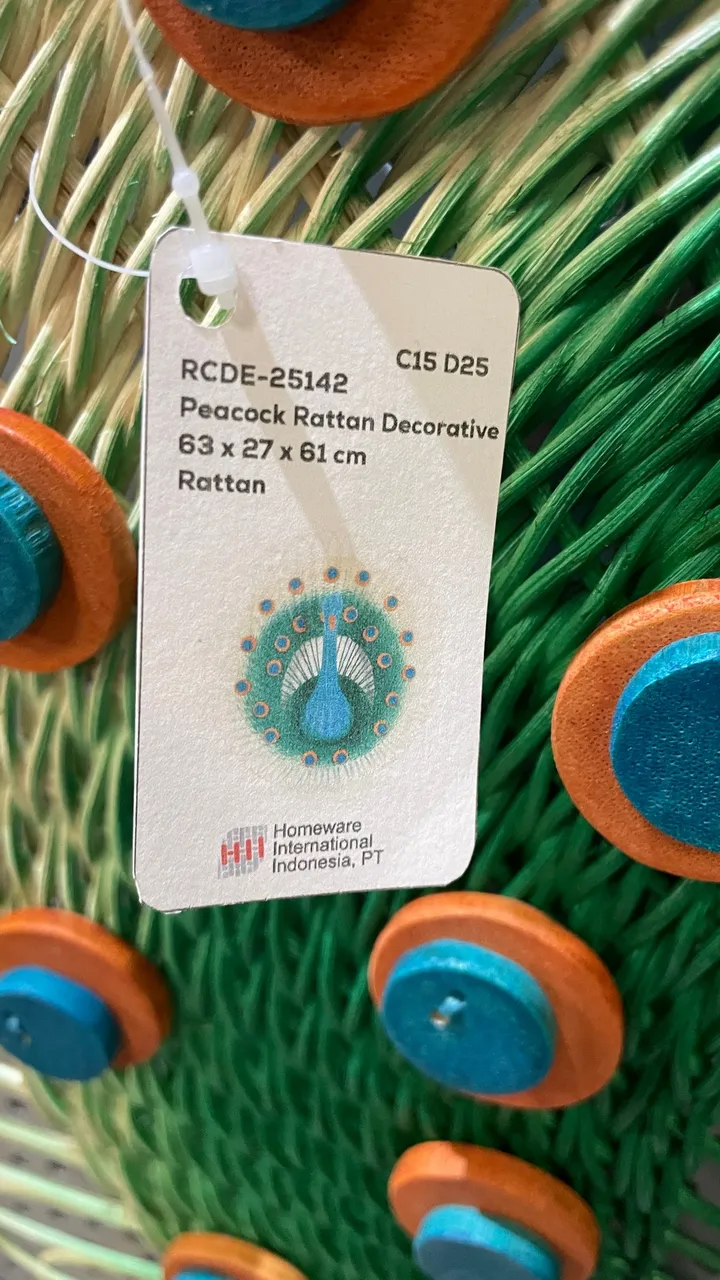 C15 D25
RCDE-25142
Peacock Rattan Decorative
63 x 27 x 61 cm
Rattan
HII
Homeware
International
Indonesia, PT